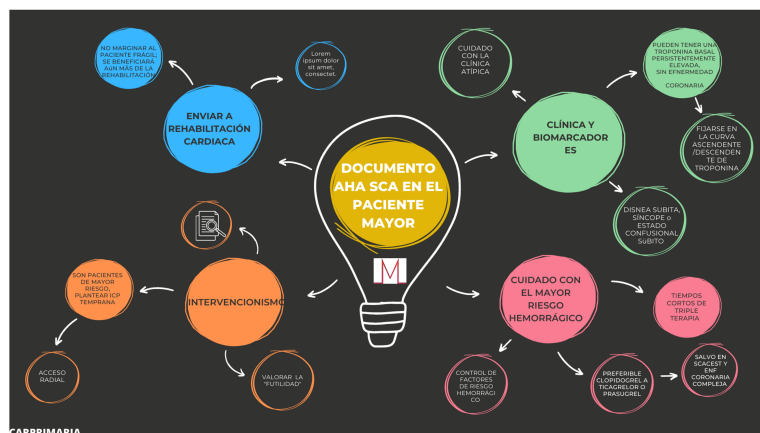 NO MARGINAR AL
PACIENTE FRÁGIL;
SE BENEFICIARÁ
AÚN MÁS DE LA
REHABILITACIÓN
Lorem
ipsum dolor
sit amet,
consectet.
ENVIAR A
REHABILITACIÓN
CARDIACA
CUIDADO
CON LA
CLÍNICA
ATÍPICA
PUEDEN TENER UNA
TROPONINA BASAL
PERSISTENTEMENTE
ELEVADA,
SIN EFNERMEDAD
CORONARIA
CLÍNICA Y
BIOMARCADOR
ES
FIJARSE EN
LA CURVA
ASCENDENTE
/DESCENDEN
TE DE
TROPONINA
DISNEA SUBITA,
SÍNCOPE o
ESTADO
CONFUSIONAL
SúBITO
DOCUMENTO
AHA SCA EN EL
PACIENTE
MAYOR
M
SON PACIENTES
DE MAYOR
RIESGO,
PLANTEAR ICP
TEMPRANA
INTERVENCIONISMO
ACCESO
RADIAL
VALORAR LA
"FUTILIDAD"
CUIDADO CON
EL MAYOR
RIESGO
HEMORRÁGICO
TIEMPOS
CORTOS DE
TRIPLE
TERAPIA
CONTROL DE
FACTORES
DE RIESGO
HEMORRÁGI
CO
PREFERIBLE
CLOPIDOGREL A
TICAGRELOR O
PRASUGREL
SALVO EN
SCACEST Y
ENF
CORONARIA
COMPLEJA
CARPRIMARIA